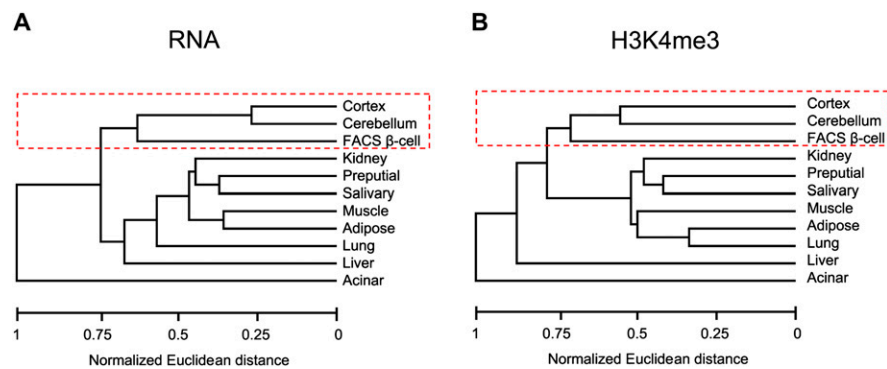 A
RNA
Cortex
Cerebellum
FACS β-cell
Kidney
Preputial
Salivary
Muscle
Adipose
Lung
Liver
Acinar
1 0.75 0.5 0.25 0
Normalized Euclidean distance
B
H3K4me3
Cortex
Cerebellum
FACS β-cell
Kidney
Preputial
Salivary
Muscle
Adipose
Lung
Liver
Acinar
1 0.75 0.5 0.25 0
Normalized Euclidean distance